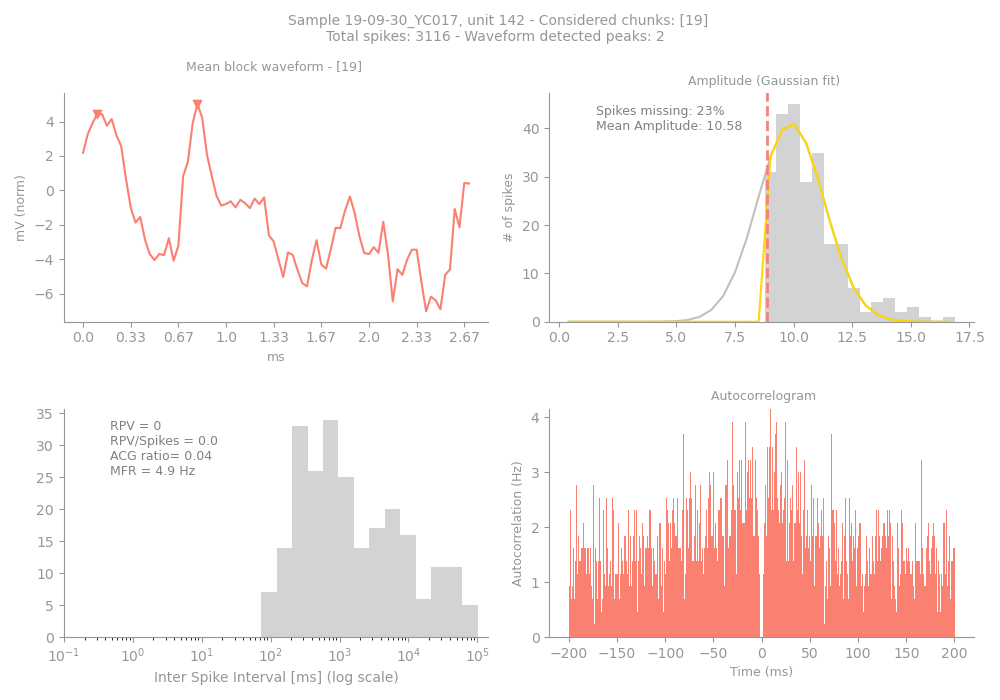 Sample 19-09-30_YC017, unit 142 - Considered chunks: [19]
Total spikes: 3116 - Waveform detected peaks: 2
Mean block waveform - [19]
mV (norm)
4
2
0
−2
−4
−6
0.0 0.33 0.67 1.0 1.33 1.67 2.0 2.33 2.67
ms
Amplitude (Gaussian fit)
Spikes missing: 23%
Mean Amplitude: 10.58
# of spikes
40
30
20
10
0
0.0 2.5 5.0 7.5 10.0 12.5 15.0 17.5
RPV = 0
RPV/Spikes = 0.0
ACG ratio= 0.04
MFR = 4.9 Hz
35
30
25
20
15
10
5
0
10⁻¹ 10⁰ 10¹ 10² 10³ 10⁴ 10⁵
Inter Spike Interval [ms] (log scale)
Autocorrelogram
Autocorrelation (Hz)
4
3
2
1
0
−200 −150 −100 −50 0 50 100 150 200
Time (ms)